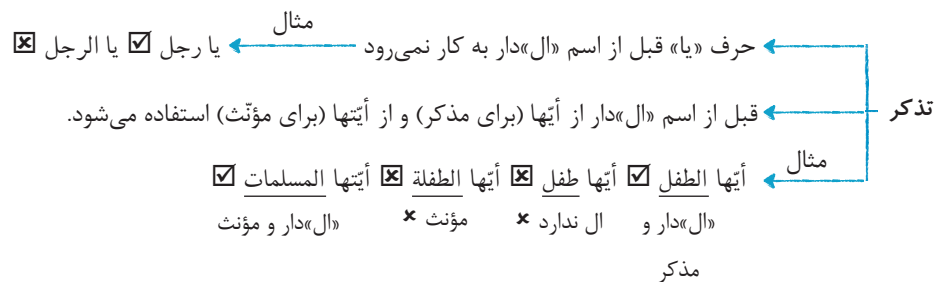 مثال
حرف «یا» قبل از اسم «ال»دار به کار نمی‌رود یا رجل ☑ یا الرجل ☒
تذکر
قبل از اسم «ال»دار از أیّها (برای مذکر) و از أیّتها (برای مؤنّث) استفاده می‌شود.
مثال
أیّها الطفل ☑ أیّها طفل ☒ أیّها الطفلة ☒ أیّتها المسلمات ☑
«ال»دار و ال ندارد × مؤنث × «ال»دار و مؤنث
مذکر